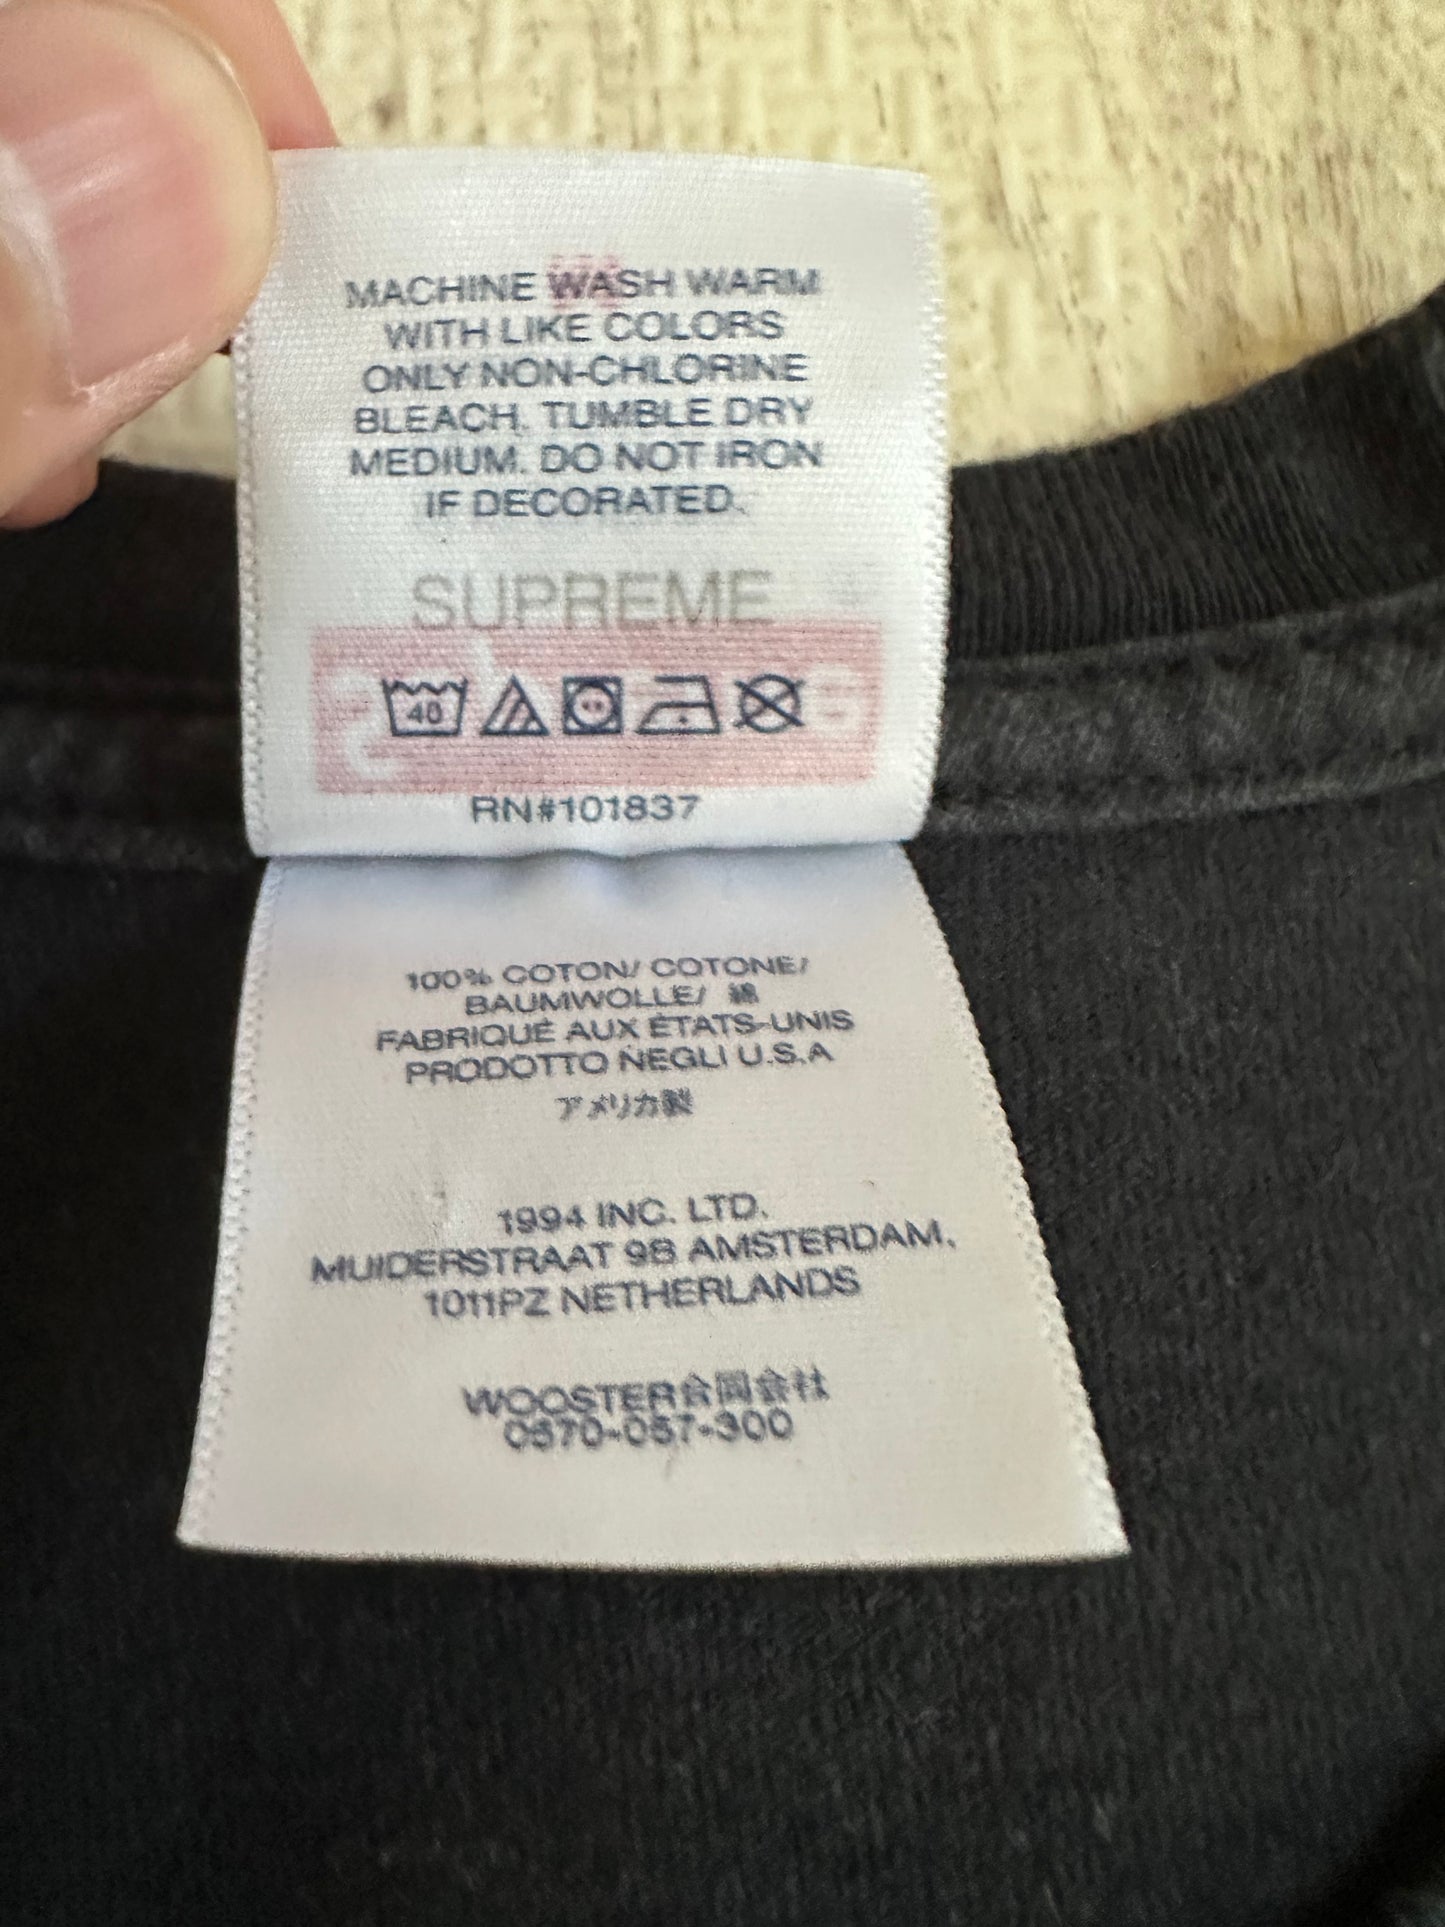 MACHINE WASH WARM
WITH LIKE COLORS
ONLY NON-CHLORINE
BLEACH. TUMBLE DRY
MEDIUM. DO NOT IRON
IF DECORATED.
SUPREME
40
RN#101837
100% COTON/ COTONE/
BAUMWOLLE/ 綿
FABRIQUÉ AUX ÉTATS-UNIS
PRODOTTO NEGLI U.S.A
アメリカ製
1994 INC. LTD.
MUIDERSTRAAT 9B AMSTERDAM,
1011PZ NETHERLANDS
WOOSTER合同会社
0570-057-300